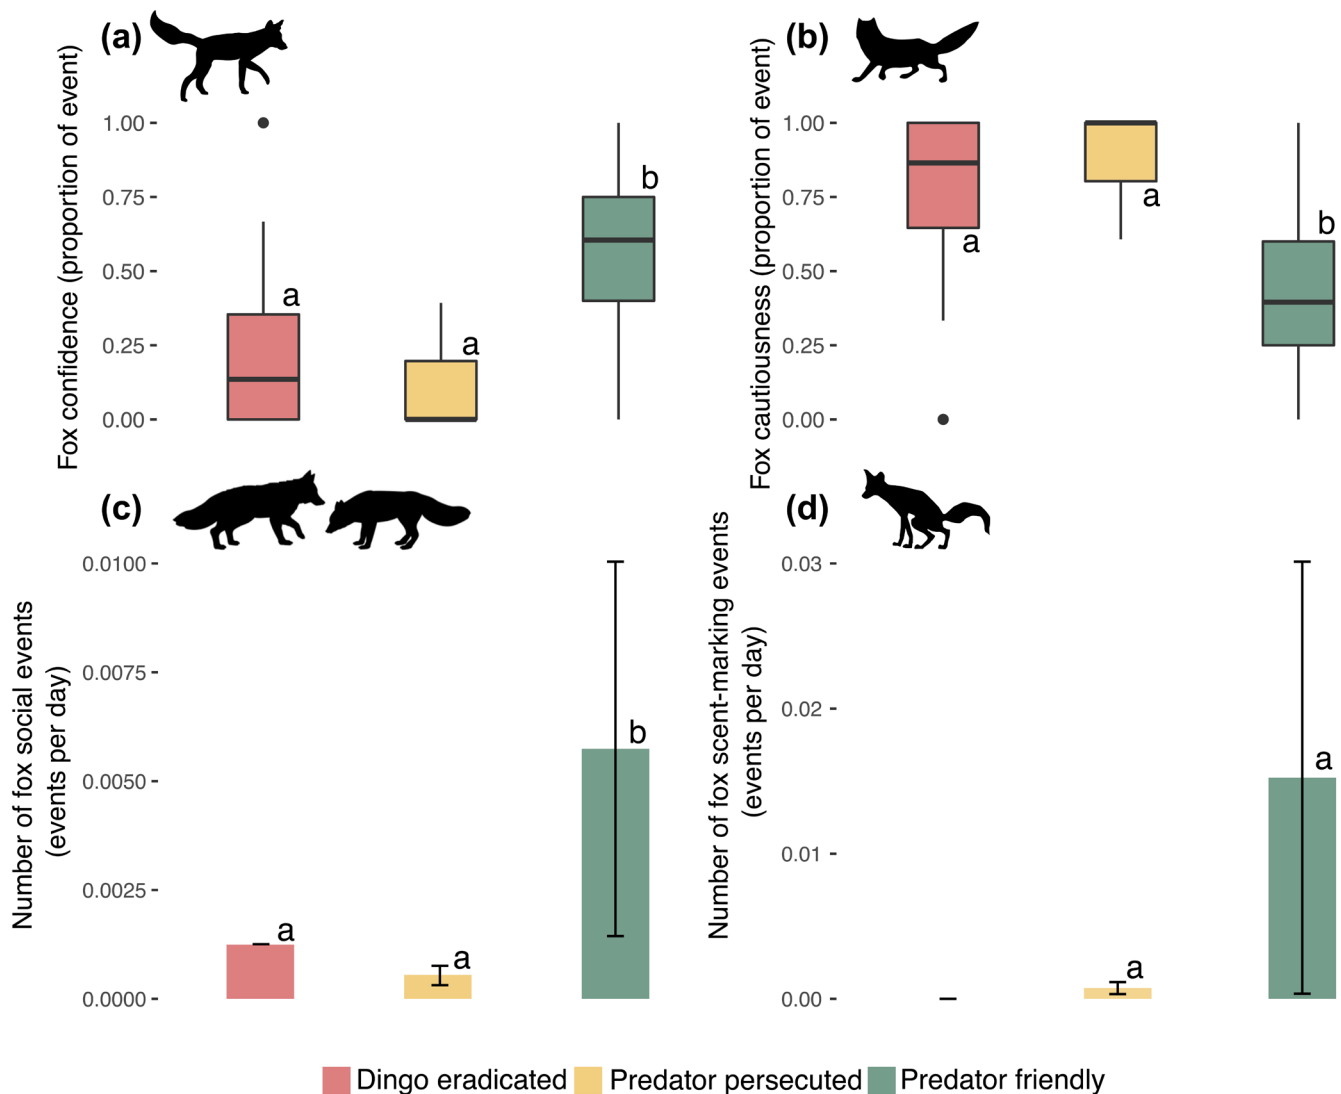 (a)
Fox confidence (proportion of event)
1.00
0.75
0.50
0.25
0.00
a
a
b
(b)
Fox cautiousness (proportion of event)
1.00
0.75
0.50
0.25
0.00
a
a
b
(c)
Number of fox social events
(events per day)
0.0100
0.0075
0.0050
0.0025
0.0000
a
a
b
(d)
Number of fox scent-marking events
(events per day)
0.03
0.02
0.01
0.00
a
a
Dingo eradicated Predator persecuted Predator friendly